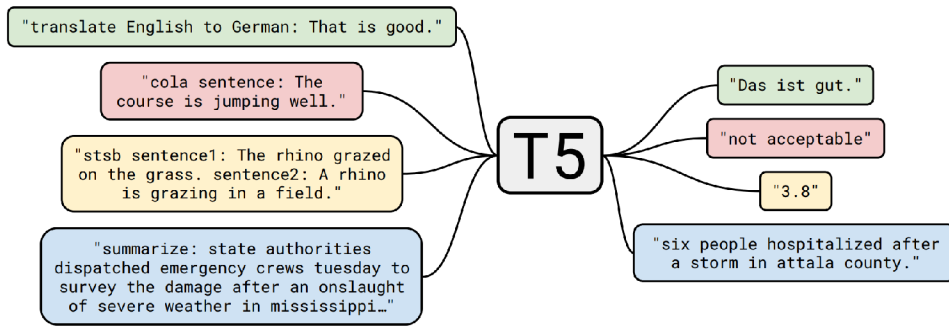 "translate English to German: That is good."
"cola sentence: The
course is jumping well."
"stsb sentence1: The rhino grazed
on the grass. sentence2: A rhino
is grazing in a field."
"summarize: state authorities
dispatched emergency crews tuesday to
survey the damage after an onslaught
of severe weather in mississippi…"
T5
"Das ist gut."
"not acceptable"
"3.8"
"six people hospitalized after
a storm in attala county."